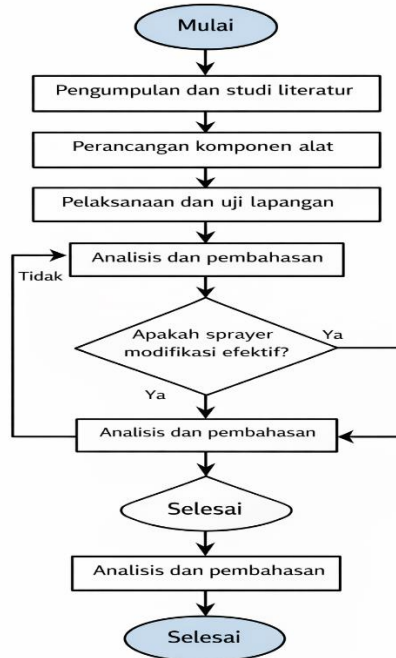 Mulai
Pengumpulan dan studi literatur
Perancangan komponen alat
Pelaksanaan dan uji lapangan
Analisis dan pembahasan
Tidak
Apakah sprayer
modifikasi efektif?
Ya
Ya
Analisis dan pembahasan
Selesai
Analisis dan pembahasan
Selesai